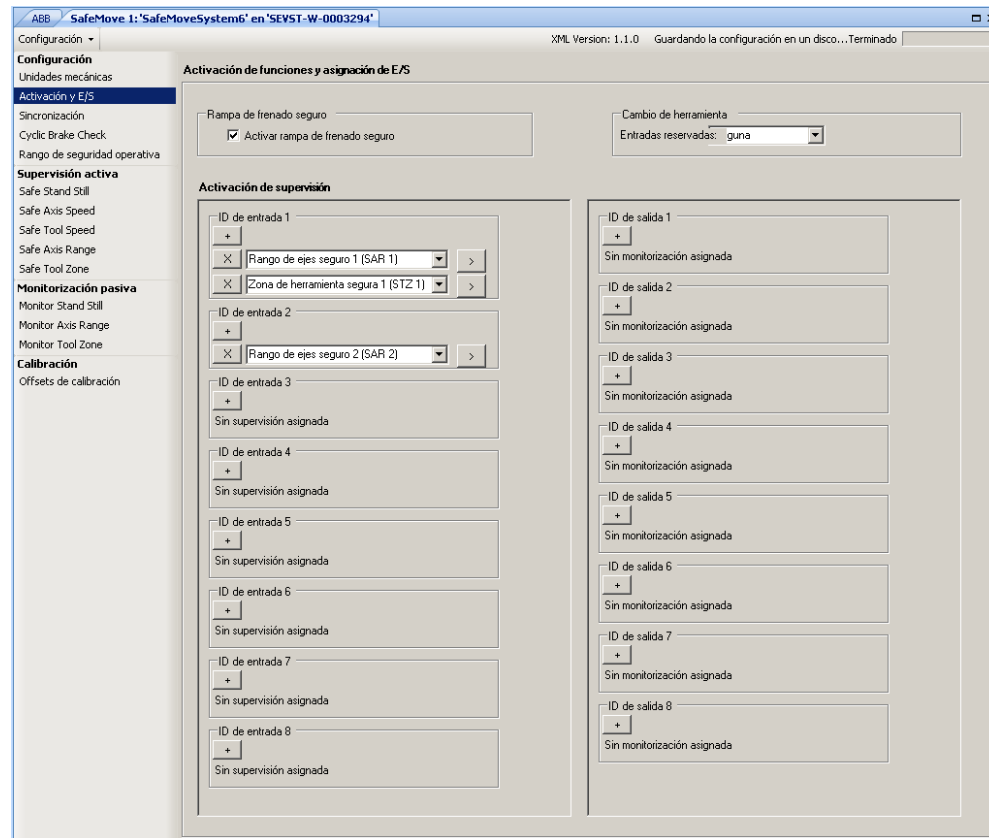 ABB SafeMove 1: 'SafeMoveSystem6' en 'SEVST-W-0003294'
Configuración XML Version: 1.1.0 Guardando la configuración en un disco...Terminado
Configuración
Unidades mecánicas
Activación y E/S
Sincronización
Cyclic Brake Check
Rango de seguridad operativa
Supervisión activa
Safe Stand Still
Safe Axis Speed
Safe Tool Speed
Safe Axis Range
Safe Tool Zone
Monitorización pasiva
Monitor Stand Still
Monitor Axis Range
Monitor Tool Zone
Calibración
Offsets de calibración
Activación de funciones y asignación de E/S
Rampa de frenado seguro
Activar rampa de frenado seguro
Cambio de herramienta
Entradas reservadas: guna
Activación de supervisión
ID de entrada 1
+
X Rango de ejes seguro 1 (SAR 1) >
X Zona de herramienta segura 1 (STZ 1) >
ID de entrada 2
+
X Rango de ejes seguro 2 (SAR 2) >
ID de entrada 3
+
Sin supervisión asignada
ID de entrada 4
+
Sin supervisión asignada
ID de entrada 5
+
Sin supervisión asignada
ID de entrada 6
+
Sin supervisión asignada
ID de entrada 7
+
Sin supervisión asignada
ID de entrada 8
+
Sin supervisión asignada
ID de salida 1
+
Sin monitorización asignada
ID de salida 2
+
Sin monitorización asignada
ID de salida 3
+
Sin monitorización asignada
ID de salida 4
+
Sin monitorización asignada
ID de salida 5
+
Sin monitorización asignada
ID de salida 6
+
Sin monitorización asignada
ID de salida 7
+
Sin monitorización asignada
ID de salida 8
+
Sin monitorización asignada